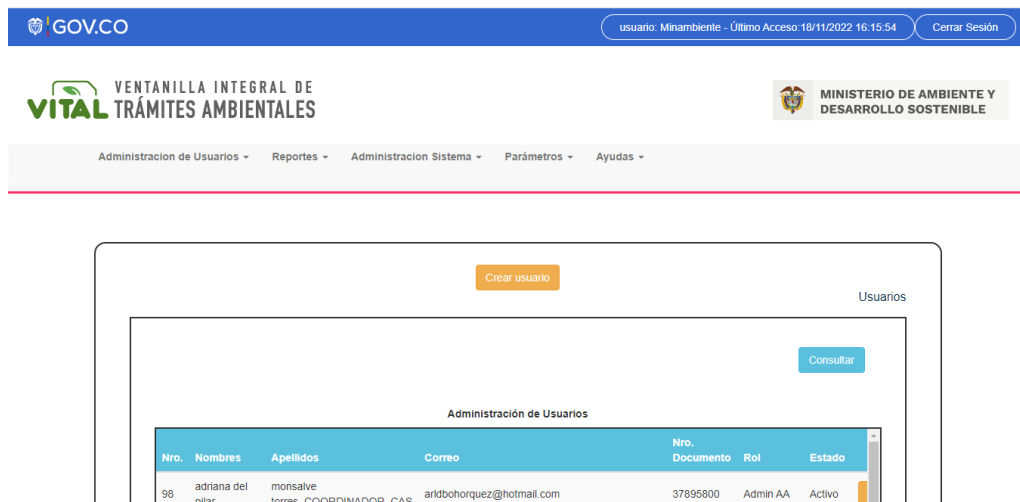 GOV.CO
usuario: Minambiente - Último Acceso:18/11/2022 16:15:54
Cerrar Sesión
VENTANILLA INTEGRAL DE
VITAL TRÁMITES AMBIENTALES
MINISTERIO DE AMBIENTE Y
DESARROLLO SOSTENIBLE
Administracion de Usuarios
Reportes
Administracion Sistema
Parámetros
Ayudas
Crear usuario
Usuarios
Consultar
Administración de Usuarios
Nro. Nombres Apellidos Correo Nro. Documento Rol Estado
98 adriana del pilar monsalve torres_COORDINADOR_CAS arldbohorquez@hotmail.com 37895800 Admin AA Activo